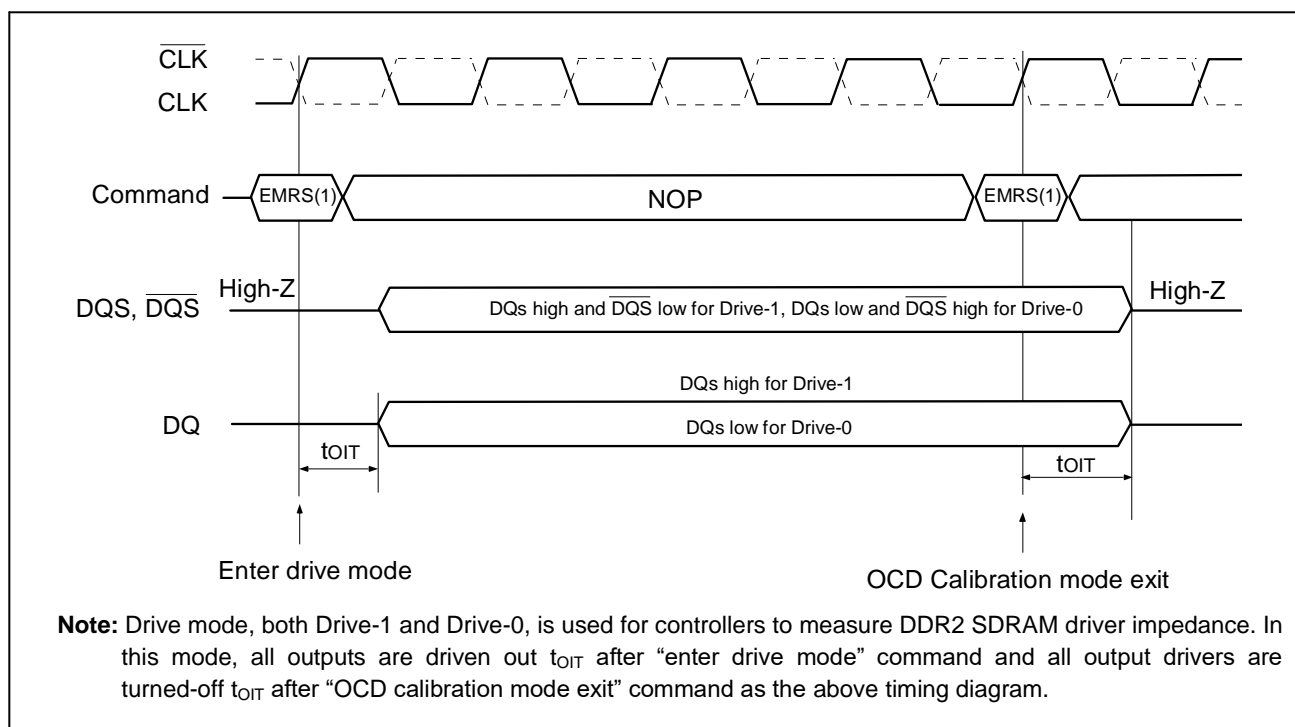 C̅L̅K̅
CLK
Command
EMRS(1)
NOP
EMRS(1)
DQS, D̅Q̅S̅
High-Z
DQs high and D̅Q̅S̅ low for Drive-1, DQs low and D̅Q̅S̅ high for Drive-0
High-Z
DQs high for Drive-1
DQ
DQs low for Drive-0
tOIT
tOIT
Enter drive mode
OCD Calibration mode exit
Note: Drive mode, both Drive-1 and Drive-0, is used for controllers to measure DDR2 SDRAM driver impedance. In
this mode, all outputs are driven out tOIT after “enter drive mode” command and all output drivers are
turned-off tOIT after “OCD calibration mode exit” command as the above timing diagram.